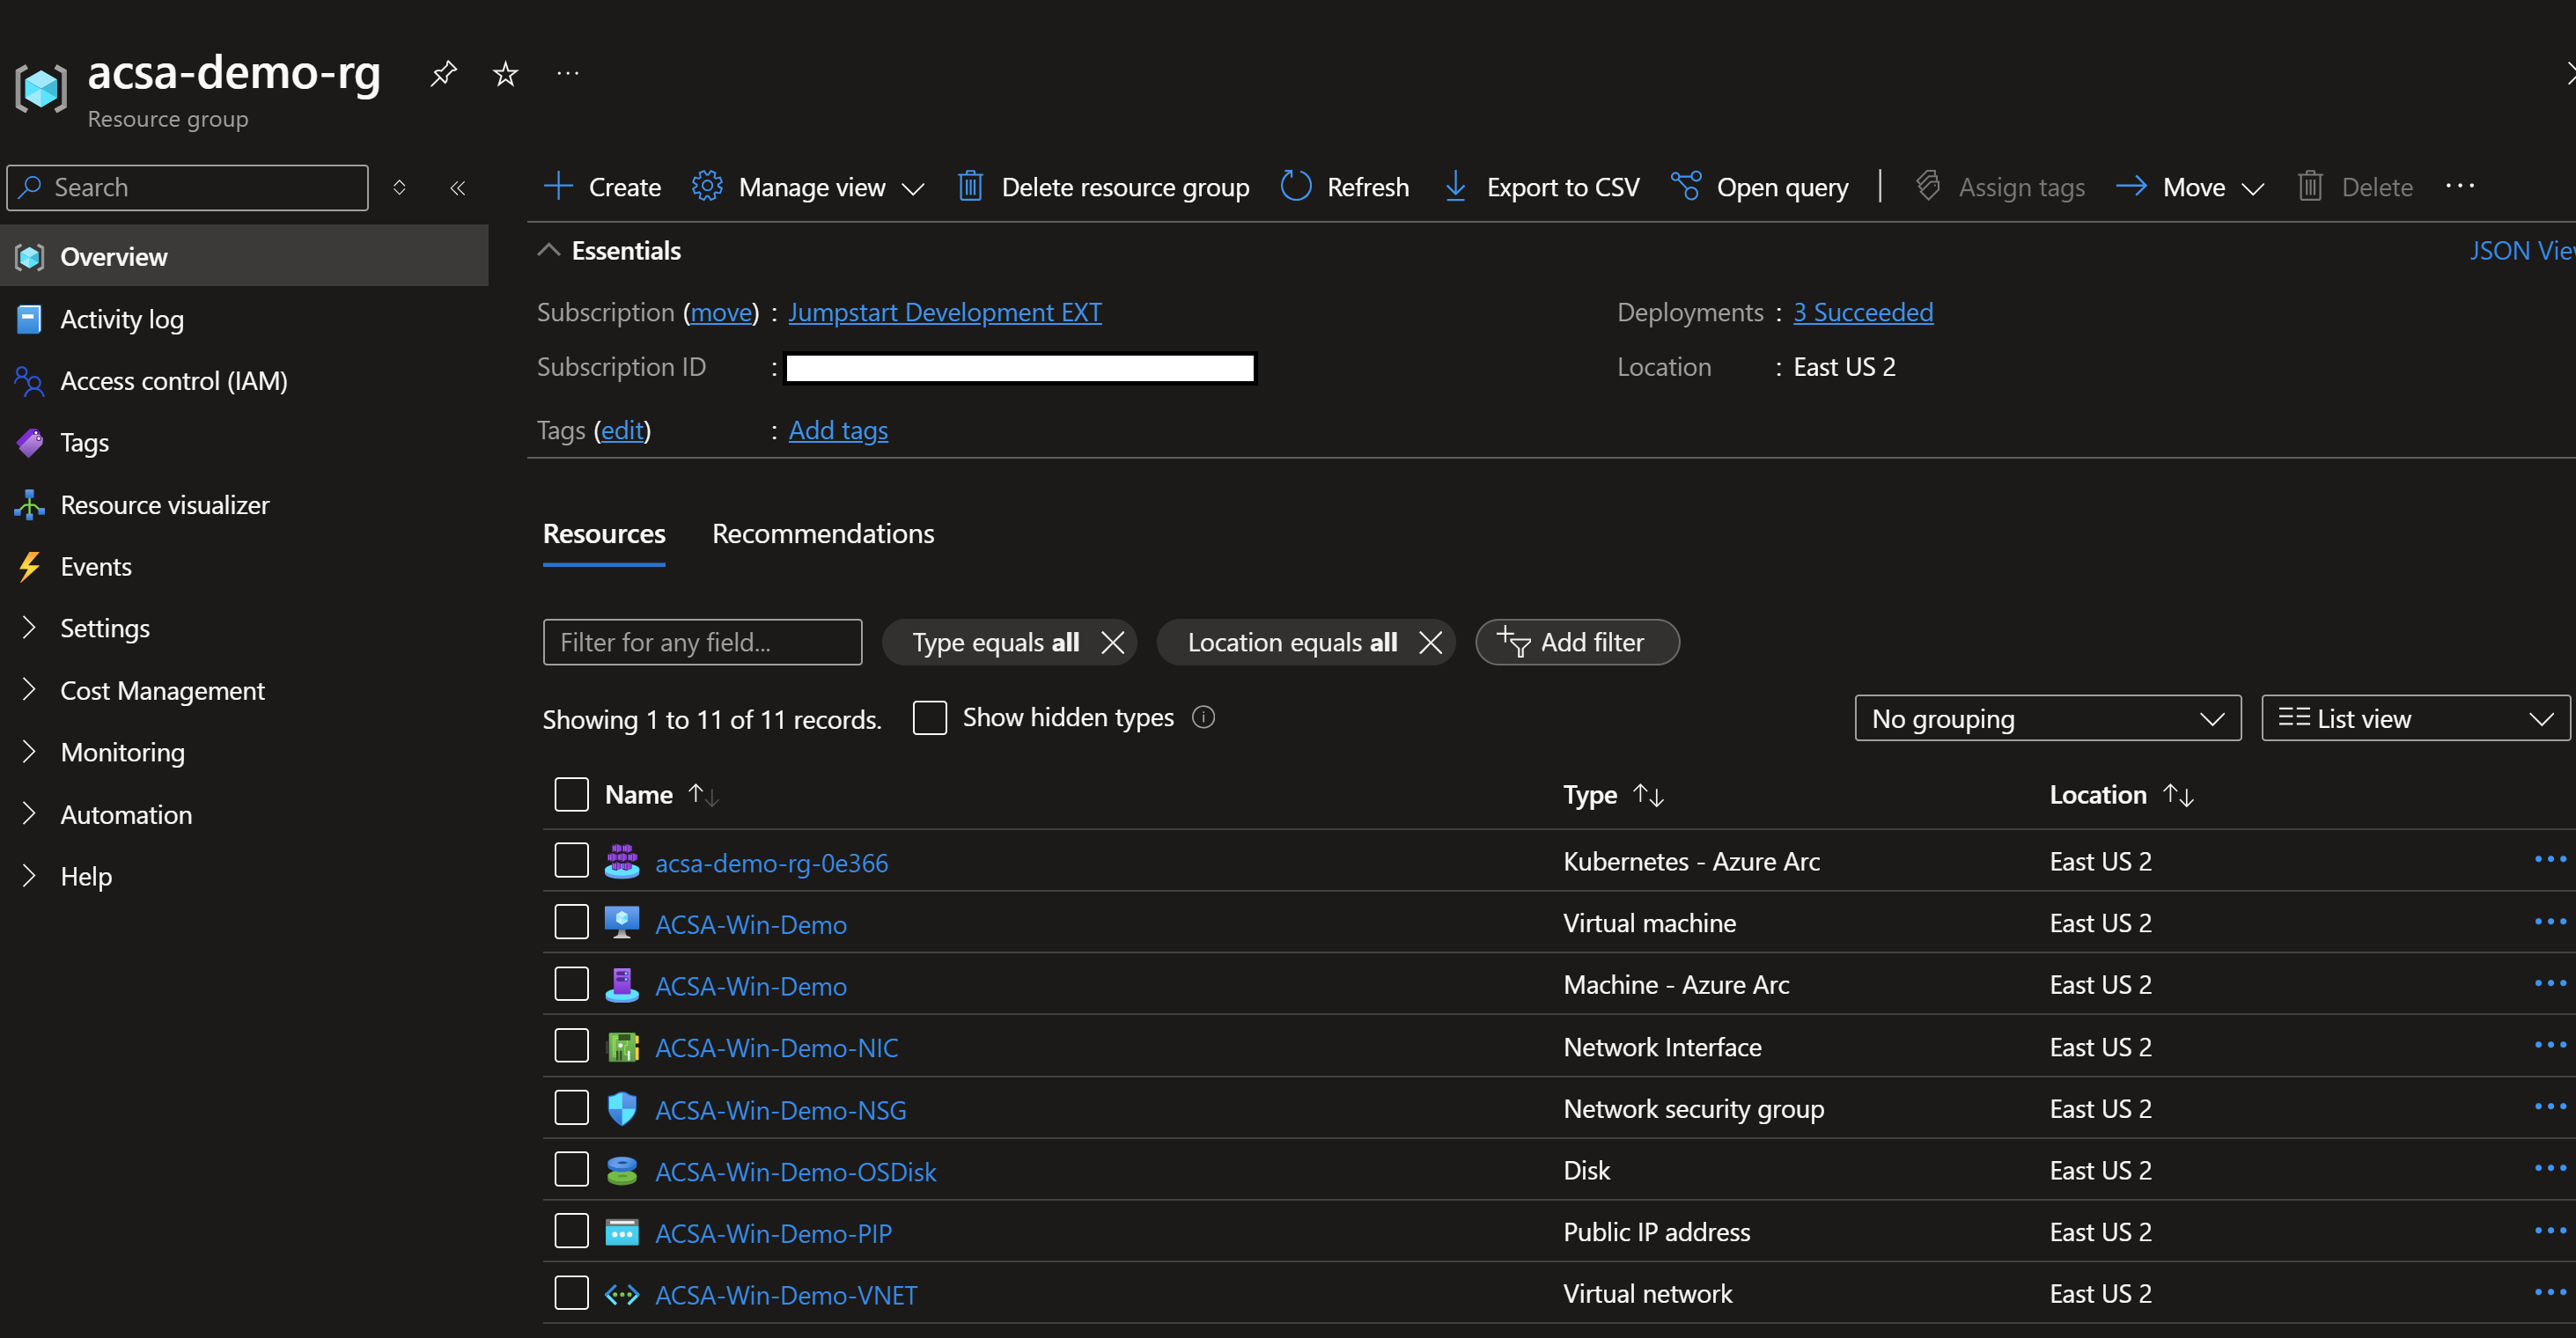 acsa-demo-rg
Resource group
Search
Overview
Activity log
Access control (IAM)
Tags
Resource visualizer
Events
Settings
Cost Management
Monitoring
Automation
Help
Create Manage view Delete resource group Refresh Export to CSV Open query Assign tags Move Delete
Essentials
JSON
Subscription (move) : Jumpstart Development EXT
Deployments : 3 Succeeded
Subscription ID :
Location : East US 2
Tags (edit) : Add tags
Resources Recommendations
Filter for any field... Type equals all Location equals all Add filter
Showing 1 to 11 of 11 records. Show hidden types No grouping List view
Name Type Location
acsa-demo-rg-0e366 Kubernetes - Azure Arc East US 2
ACSA-Win-Demo Virtual machine East US 2
ACSA-Win-Demo Machine - Azure Arc East US 2
ACSA-Win-Demo-NIC Network Interface East US 2
ACSA-Win-Demo-NSG Network security group East US 2
ACSA-Win-Demo-OSDisk Disk East US 2
ACSA-Win-Demo-PIP Public IP address East US 2
ACSA-Win-Demo-VNET Virtual network East US 2